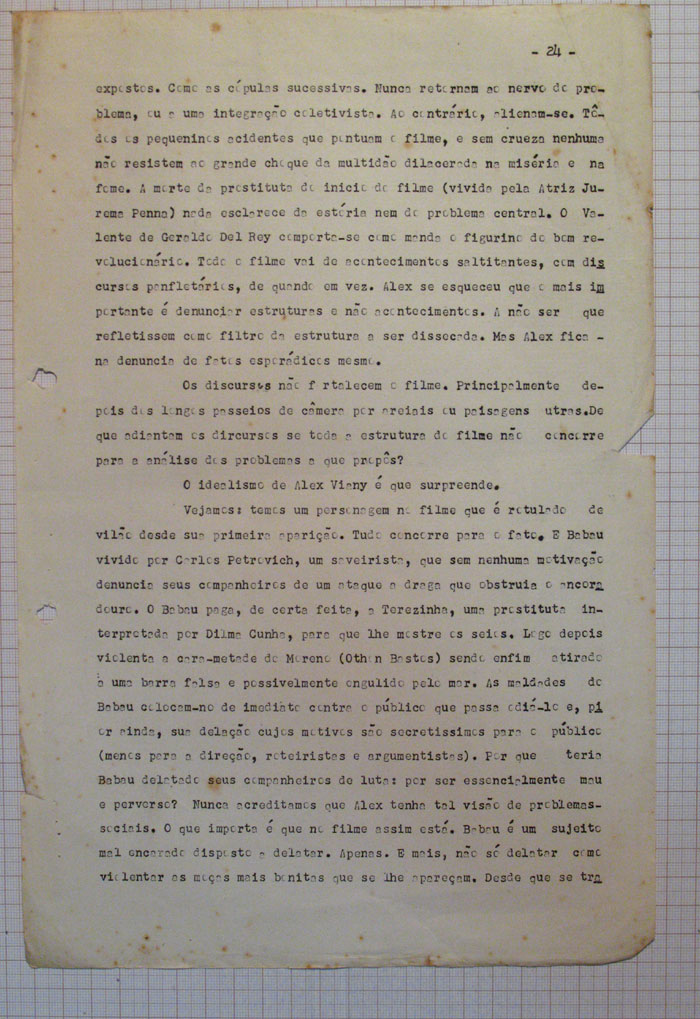 - 24 -
expostos. Como as cópulas sucessivas. Nunca retornam ao nervo do pro-
blema, ou a uma integração coletivista. Ao contrário, alienam-se. Tô-
dos os pequeninos acidentes que pontuam o filme, e sem crueza nenhuma
não resistem ao grande choque da multidão dilacerada na miséria e na
fome. A morte da prostituta do inicio do filme (vivida pela Atriz Ju-
rema Penna) nada esclarece da estória nem do problema central. O Va-
lente de Geraldo Del Rey comporta-se como manda o figurino do bom re-
volucionário. Todo o filme vai de acontecimentos saltitantes, com dis
cursos panfletários, de quando em vez. Alex se esqueceu que o mais im
portante é denunciar estruturas e não acontecimentos. A não ser que
refletissem como filtro da estrutura a ser dissecada. Mas Alex fica -
na denuncia de fatos esporádicos mesmo.
Os discursos não f rtalecem o filme. Principalmente de-
pois dos longos passeios de câmera por areiais ou paisagens utras.De
que adiantam os dircursos se toda a estrutura do filme não concorre
para a análise dos problemas a que propôs?
O idealismo de Alex Viany é que surpreende.
Vejamos: temos um personagem no filme que é rotulado de
vilão desde sua primeira aparição. Tudo concorre para o fato. E Babau
vivido por Carlos Petrovich, um saveirista, que sem nenhuma motivação
denuncia seus companheiros de um ataque a draga que obstruia o ancora
douro. O Babau paga, de certa feita, a Terezinha, uma prostituta in-
terpretada por Dilma Cunha, para que lhe mostre os seios. Logo depois
violenta a cara-metade do Moreno (Othon Bastos) sendo enfim atirado
a uma barra falsa e possivelmente engulido pelo mar. As maldades do
Babau colocam-no de imediato contra o público que passa odiá-lo e, pi
or ainda, sua delação cujos motivos são secretissimos para o público
(menos para a direção, roteiristas e argumentistas). Por que teria
Babau delatado seus companheiros de luta: por ser essencialmente mau
e perverso? Nunca acreditamos que Alex tenha tal visão de problemas-
sociais. O que importa é que no filme assim está. Babau é um sujeito
mal encarado disposto a delatar. Apenas. E mais, não só delatar como
violentar as moças mais bonitas que se lhe apareçam. Desde que se tra